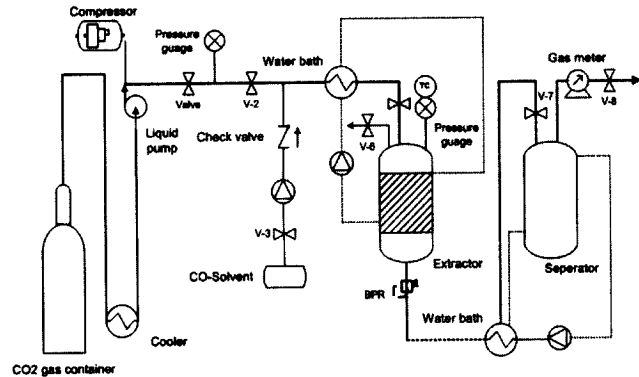 Compressor
Pressure
guage
Water bath
Gas meter
TC
Valve
V-2
V-7
V-8
Liquid
pump
Check valve
V-6
Pressure
guage
V-3
CO-Solvent
Extractor
Seperator
BPR
Water bath
Cooler
CO2 gas container